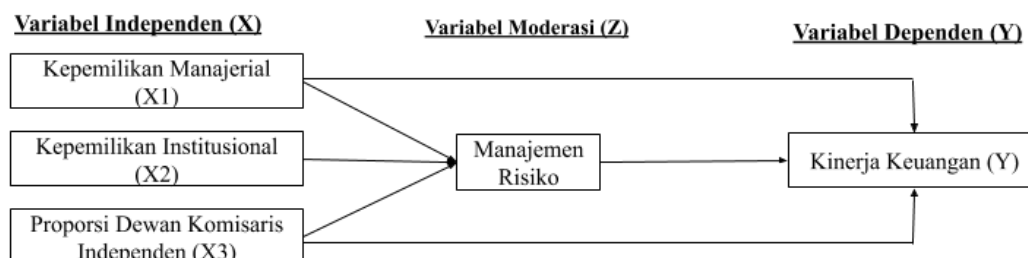 Variabel Independen (X)
Variabel Moderasi (Z)
Variabel Dependen (Y)
Kepemilikan Manajerial
(X1)
Kepemilikan Institusional
(X2)
Proporsi Dewan Komisaris
Independen (X3)
Manajemen
Risiko
Kinerja Keuangan (Y)